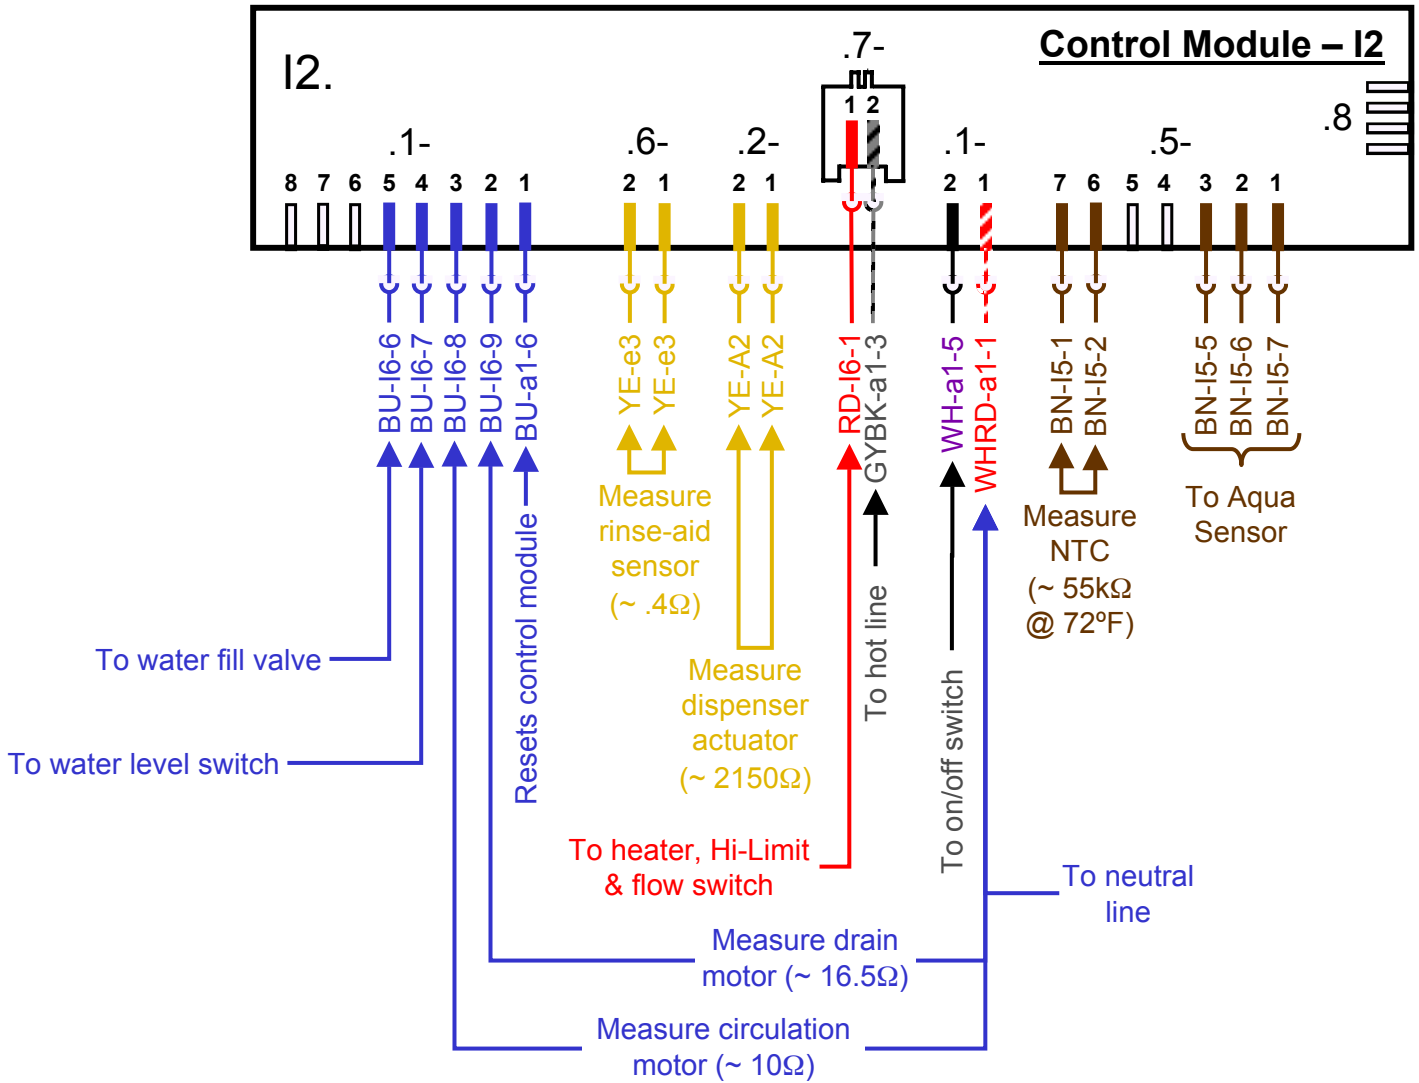 I2.
.7-
Control Module – I2
.8
1 2
.1-
.6-
.2-
.1-
.5-
8 7 6 5 4 3 2 1
2 1
2 1
2 1
7 6 5 4 3 2 1
BU-I6-6
BU-I6-7
BU-I6-8
BU-I6-9
BU-a1-6
YE-e3
YE-e3
YE-A2
YE-A2
RD-I6-1
GYBK-a1-3
WH-a1-5
WHRD-a1-1
BN-I5-1
BN-I5-2
BN-I5-5
BN-I5-6
BN-I5-7
Measure
rinse-aid
sensor
(~ .4Ω)
Measure
NTC
(~ 55kΩ
@ 72ºF)
To Aqua
Sensor
Resets control module
To hot line
To on/off switch
To water fill valve
Measure
dispenser
actuator
(~ 2150Ω)
To water level switch
To heater, Hi-Limit
& flow switch
To neutral
line
Measure drain
motor (~ 16.5Ω)
Measure circulation
motor (~ 10Ω)